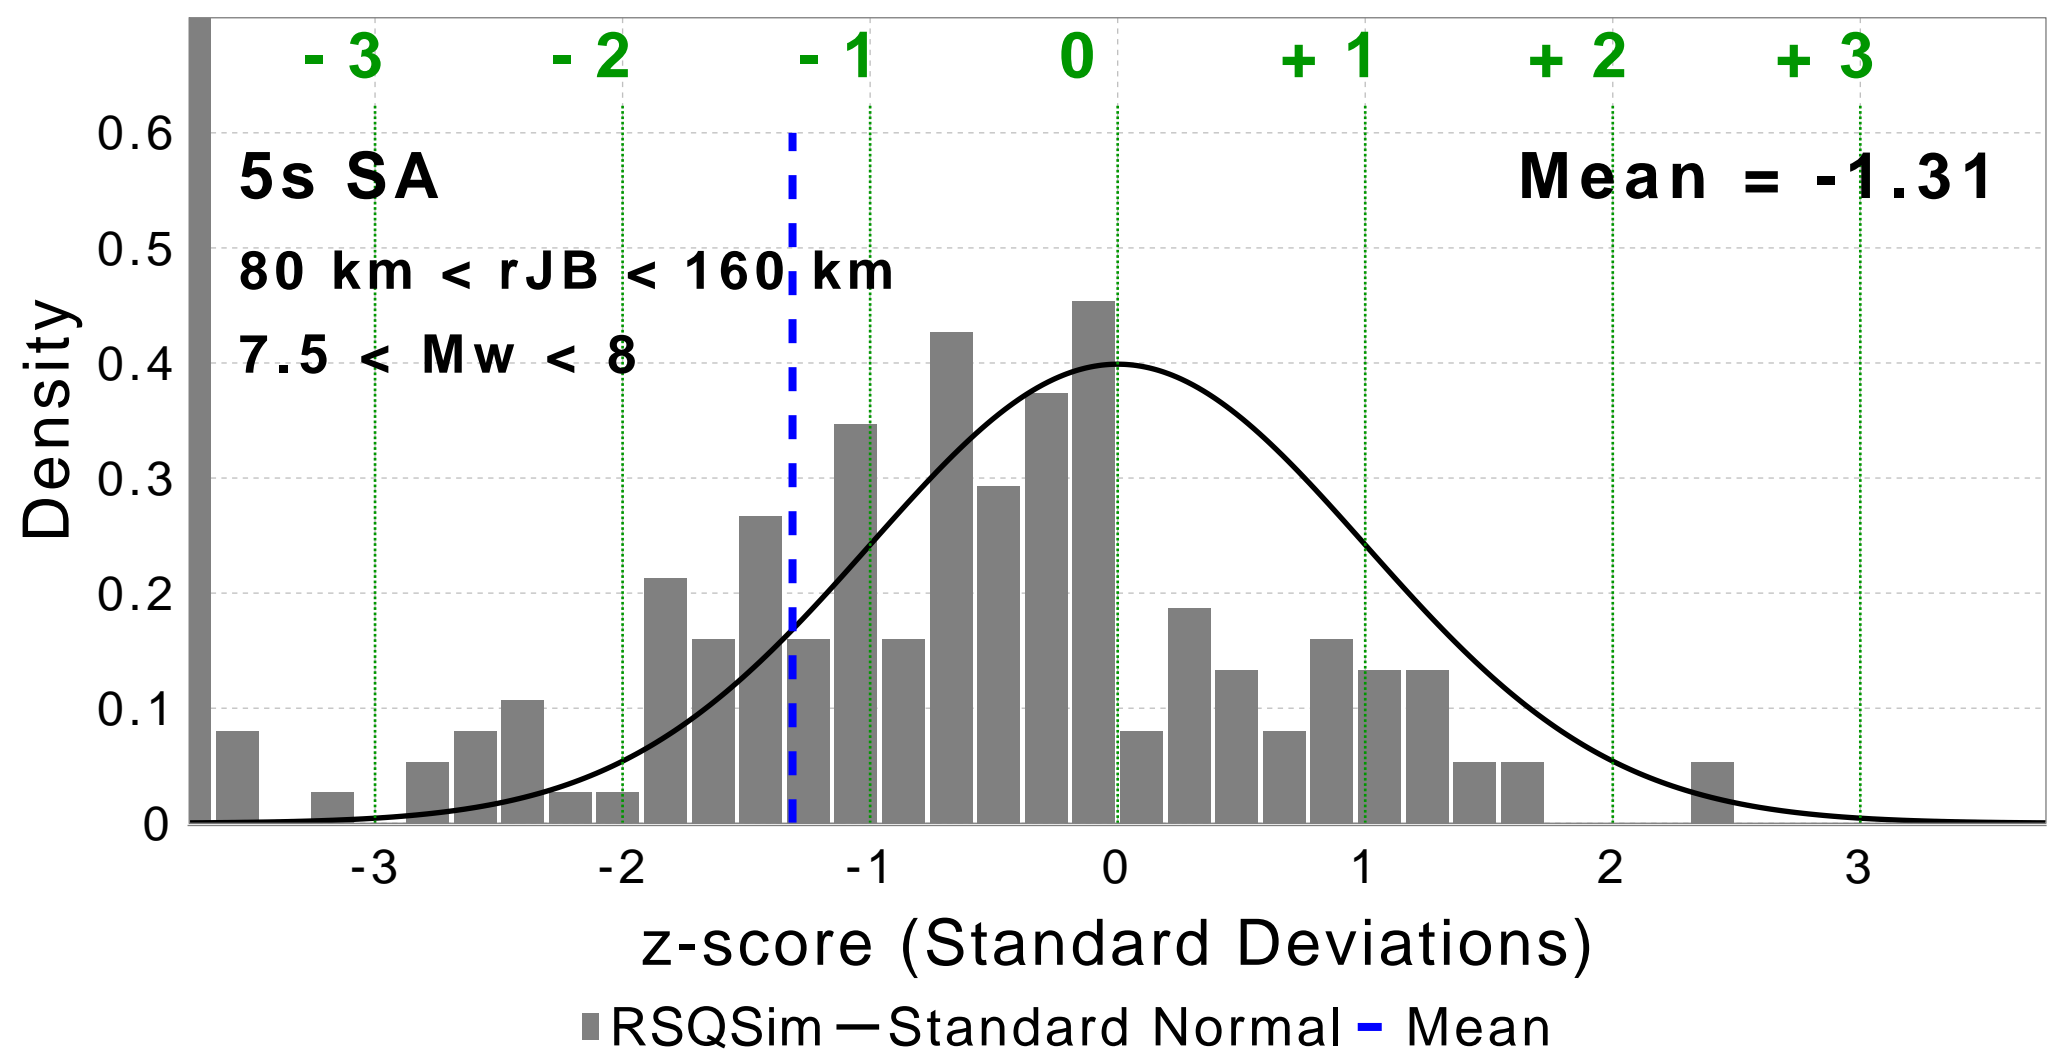 - 3 - 2 - 1 0 + 1 + 2 + 3
0.6
5s SA Mean = -1.31
0.5
80 km < rJB < 160 km
7.5 < Mw < 8
0.4
0.3
0.2
0.1
0
Density
-3 -2 -1 0 1 2 3
z-score (Standard Deviations)
RSQSim Standard Normal Mean